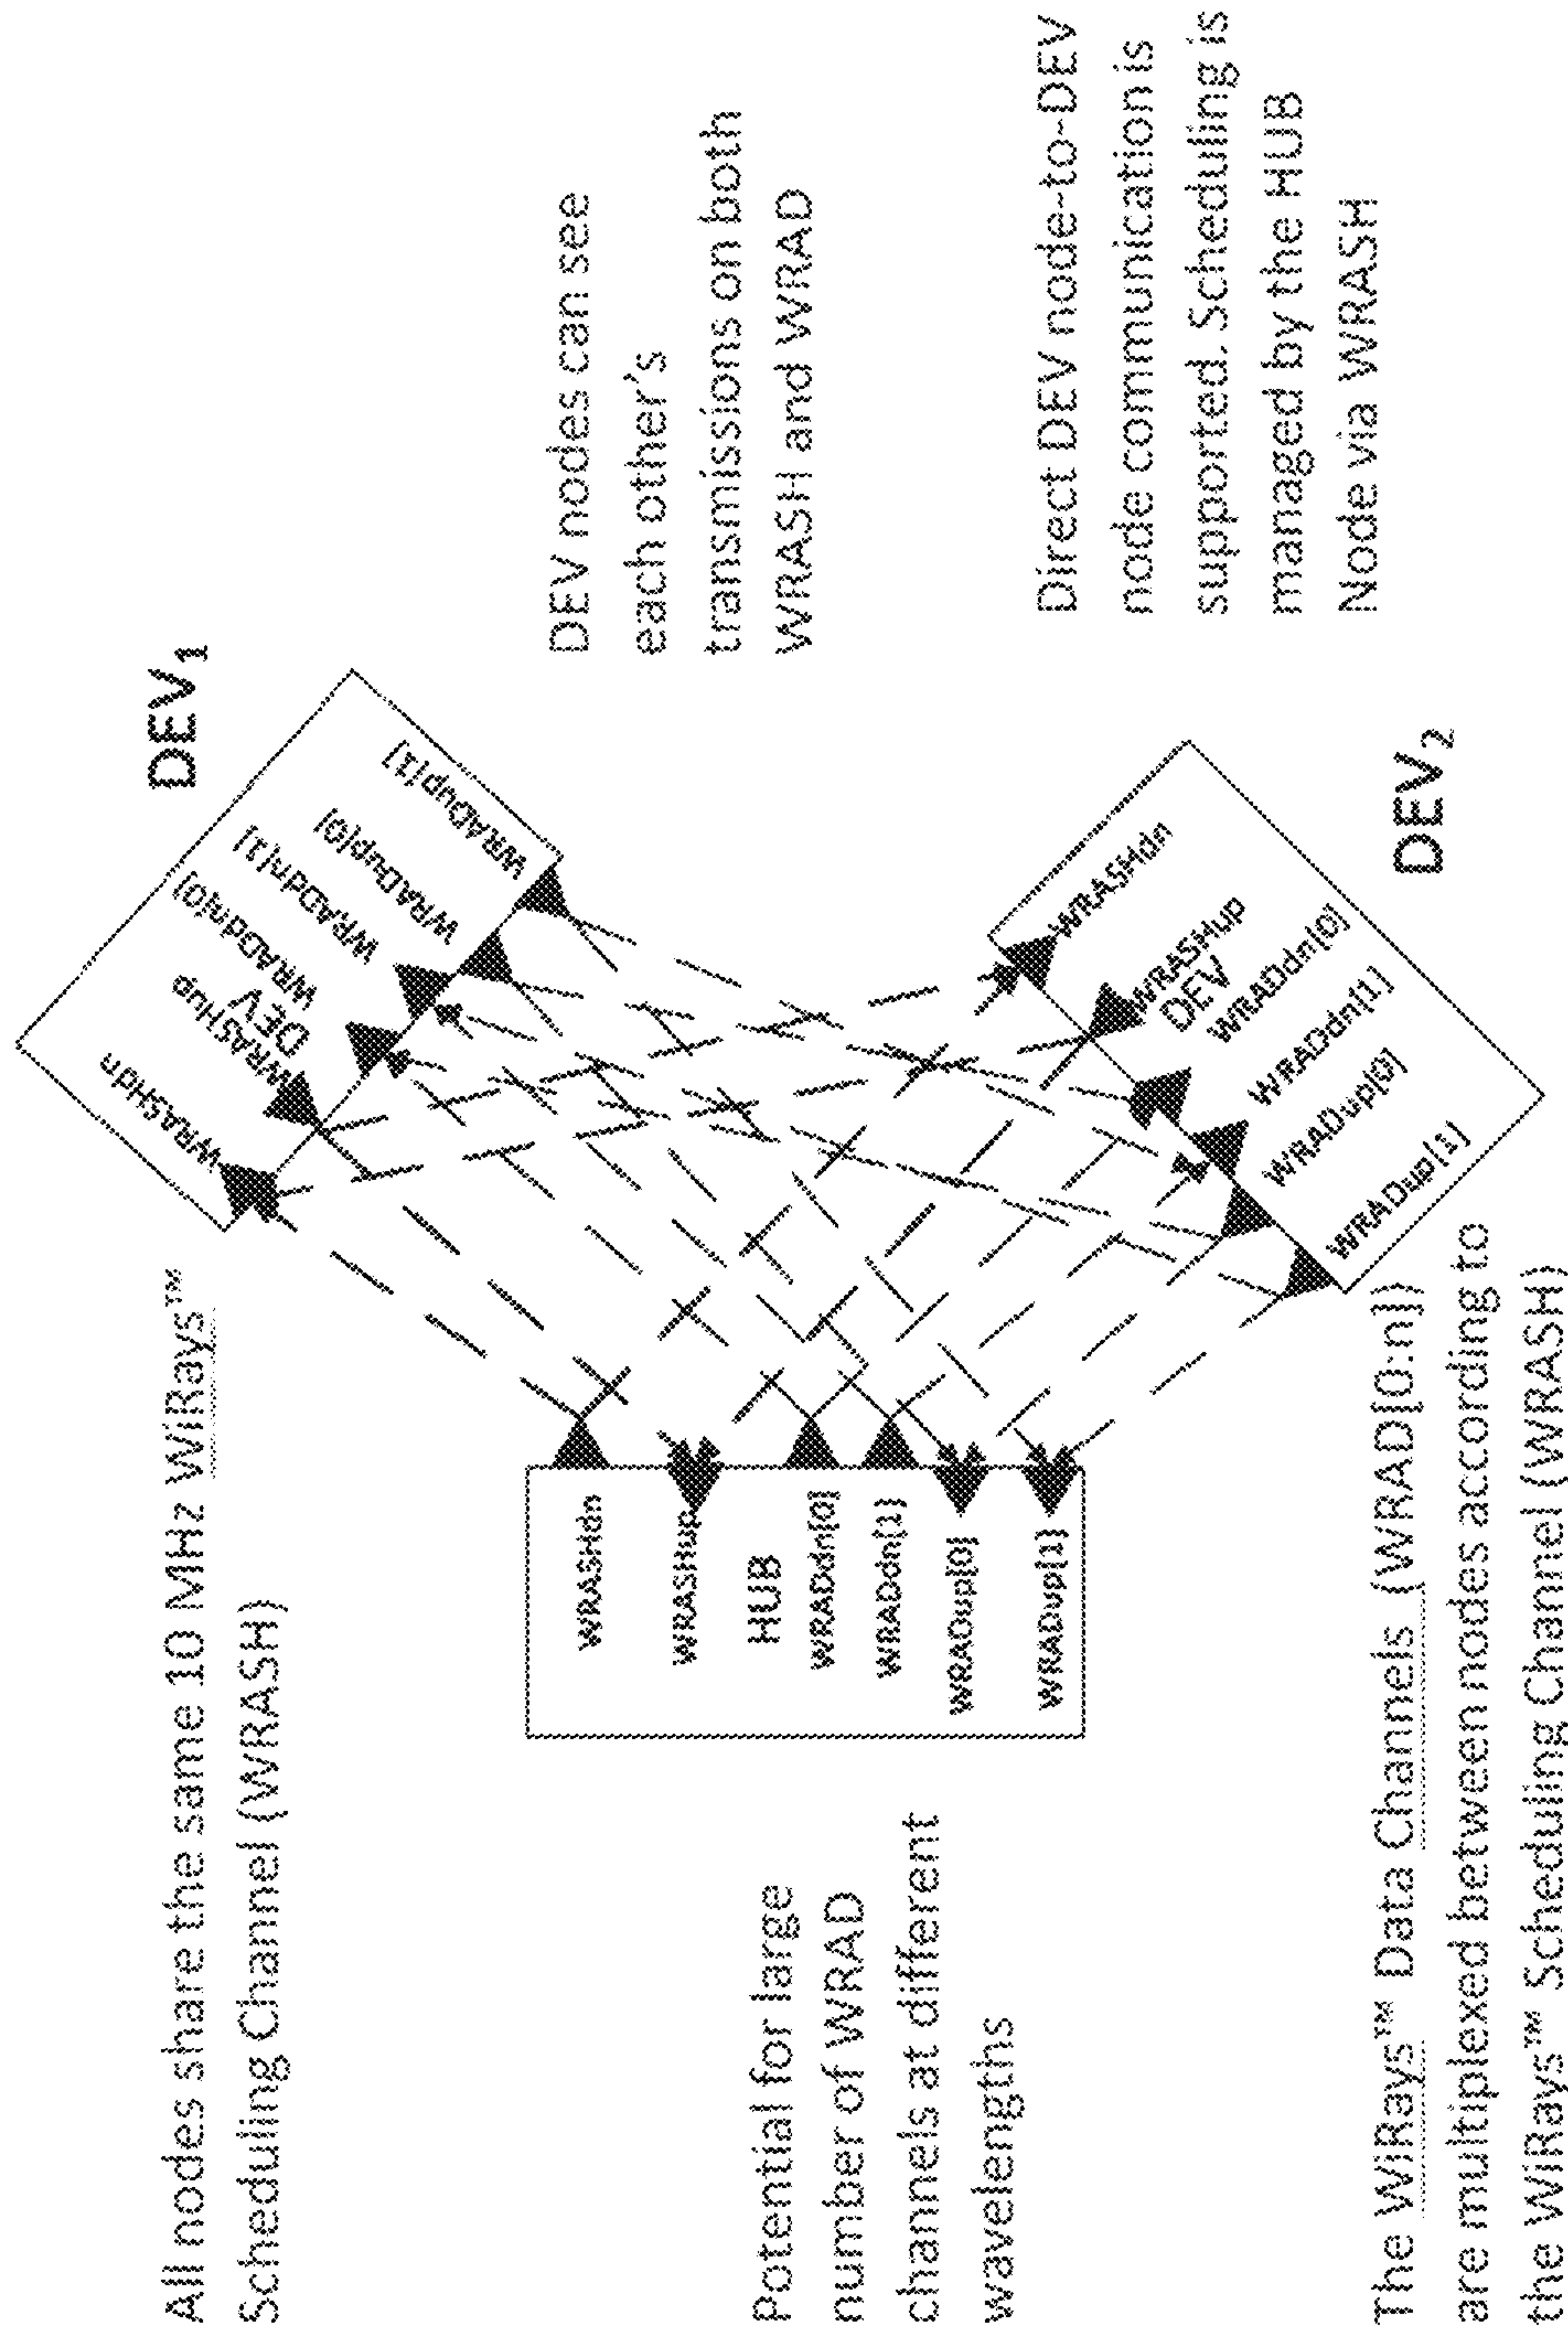 All nodes share the same 10 MHz WiRays™
Scheduling Channel (WRASH)
DEV1
WRASHdn
WRASHup
DEV
WRADdn[0]
WRADdn[1]
WRADup[0]
WRADup[1]
DEV nodes can see
each other's
transmissions on both
WRASH and WRAD
Potential for large
number of WRAD
channels at different
wavelengths
WRASHdn
WRASHup
HUB
WRADdn[0]
WRADdn[1]
WRADup[0]
WRADup[1]
WRASHdn
WRASHup
DEV
WRADdn[0]
WRADdn[1]
WRADup[0]
WRADup[1]
DEV2
Direct DEV node-to-DEV
node communication is
supported. Scheduling is
managed by the HUB
Node via WRASH
The WiRays™ Data Channels (WRAD[0:n])
are multiplexed between nodes according to
the WiRays™ Scheduling Channel (WRASH)